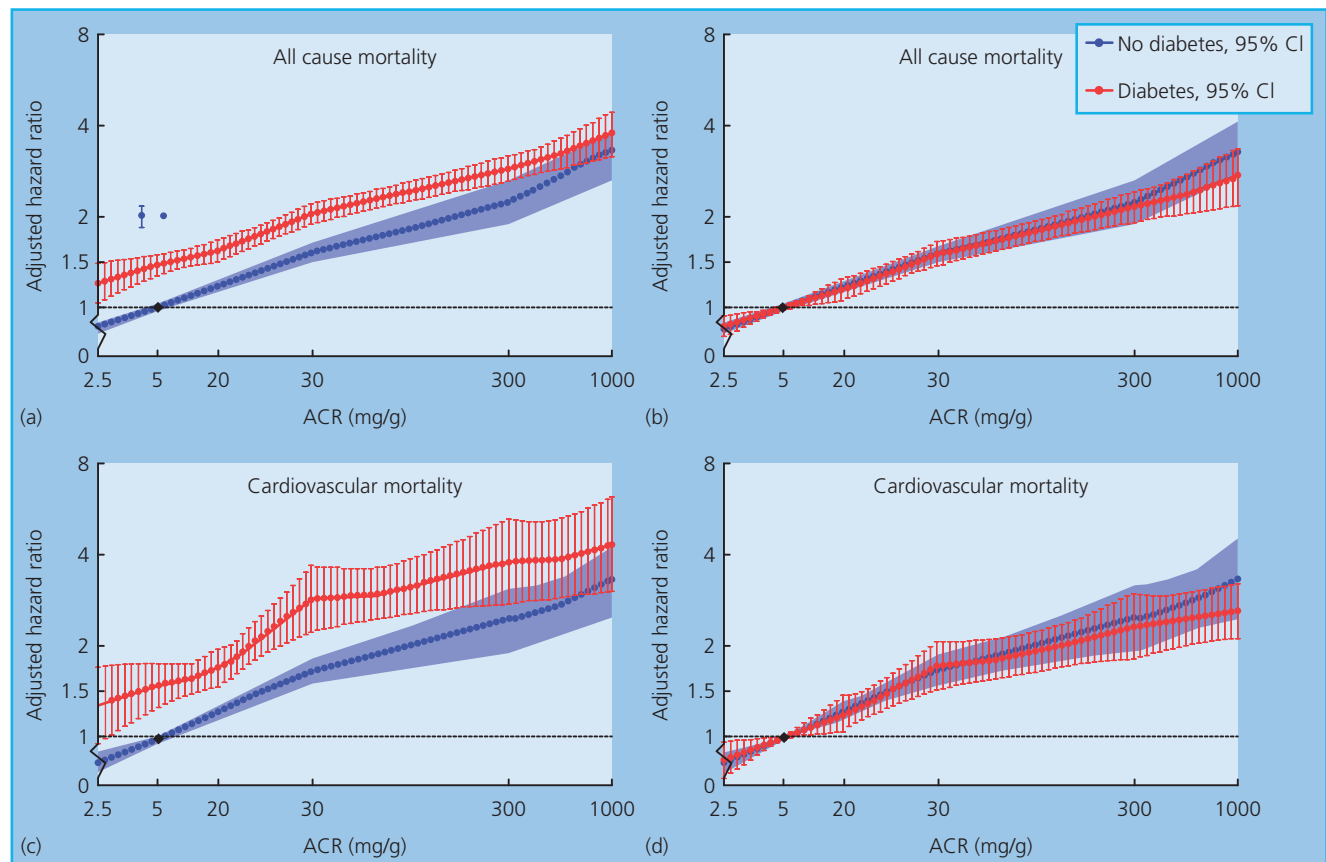 8
4
2
1.5
1
0
Adjusted hazard ratio
All cause mortality
2.5 5 20 30 300 1000
ACR (mg/g)
(a)
8
4
2
1.5
1
0
Adjusted hazard ratio
All cause mortality
No diabetes, 95% CI
Diabetes, 95% CI
2.5 5 20 30 300 1000
ACR (mg/g)
(b)
8
4
2
1.5
1
0
Adjusted hazard ratio
Cardiovascular mortality
2.5 5 20 30 300 1000
ACR (mg/g)
(c)
8
4
2
1.5
1
0
Adjusted hazard ratio
Cardiovascular mortality
2.5 5 20 30 300 1000
ACR (mg/g)
(d)